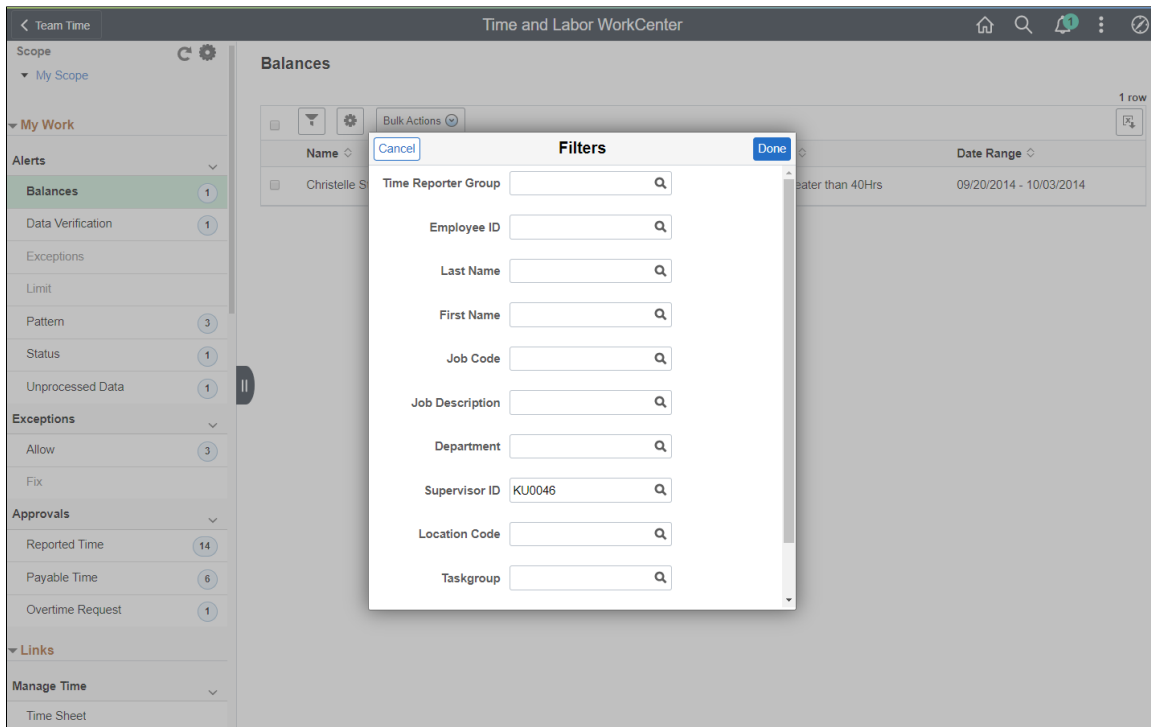 Team Time
Time and Labor WorkCenter
1
Scope
My Scope
My Work
Alerts
Balances 1
Data Verification 1
Exceptions
Limit
Pattern 3
Status 1
Unprocessed Data 1
Exceptions
Allow 3
Fix
Approvals
Reported Time 14
Payable Time 6
Overtime Request 1
Links
Manage Time
Time Sheet
Balances
1 row
Bulk Actions
Name
Date Range
Christelle
than 40Hrs
09/20/2014 - 10/03/2014
Cancel
Filters
Done
Time Reporter Group
Employee ID
Last Name
First Name
Job Code
Job Description
Department
Supervisor ID KU0046
Location Code
Taskgroup